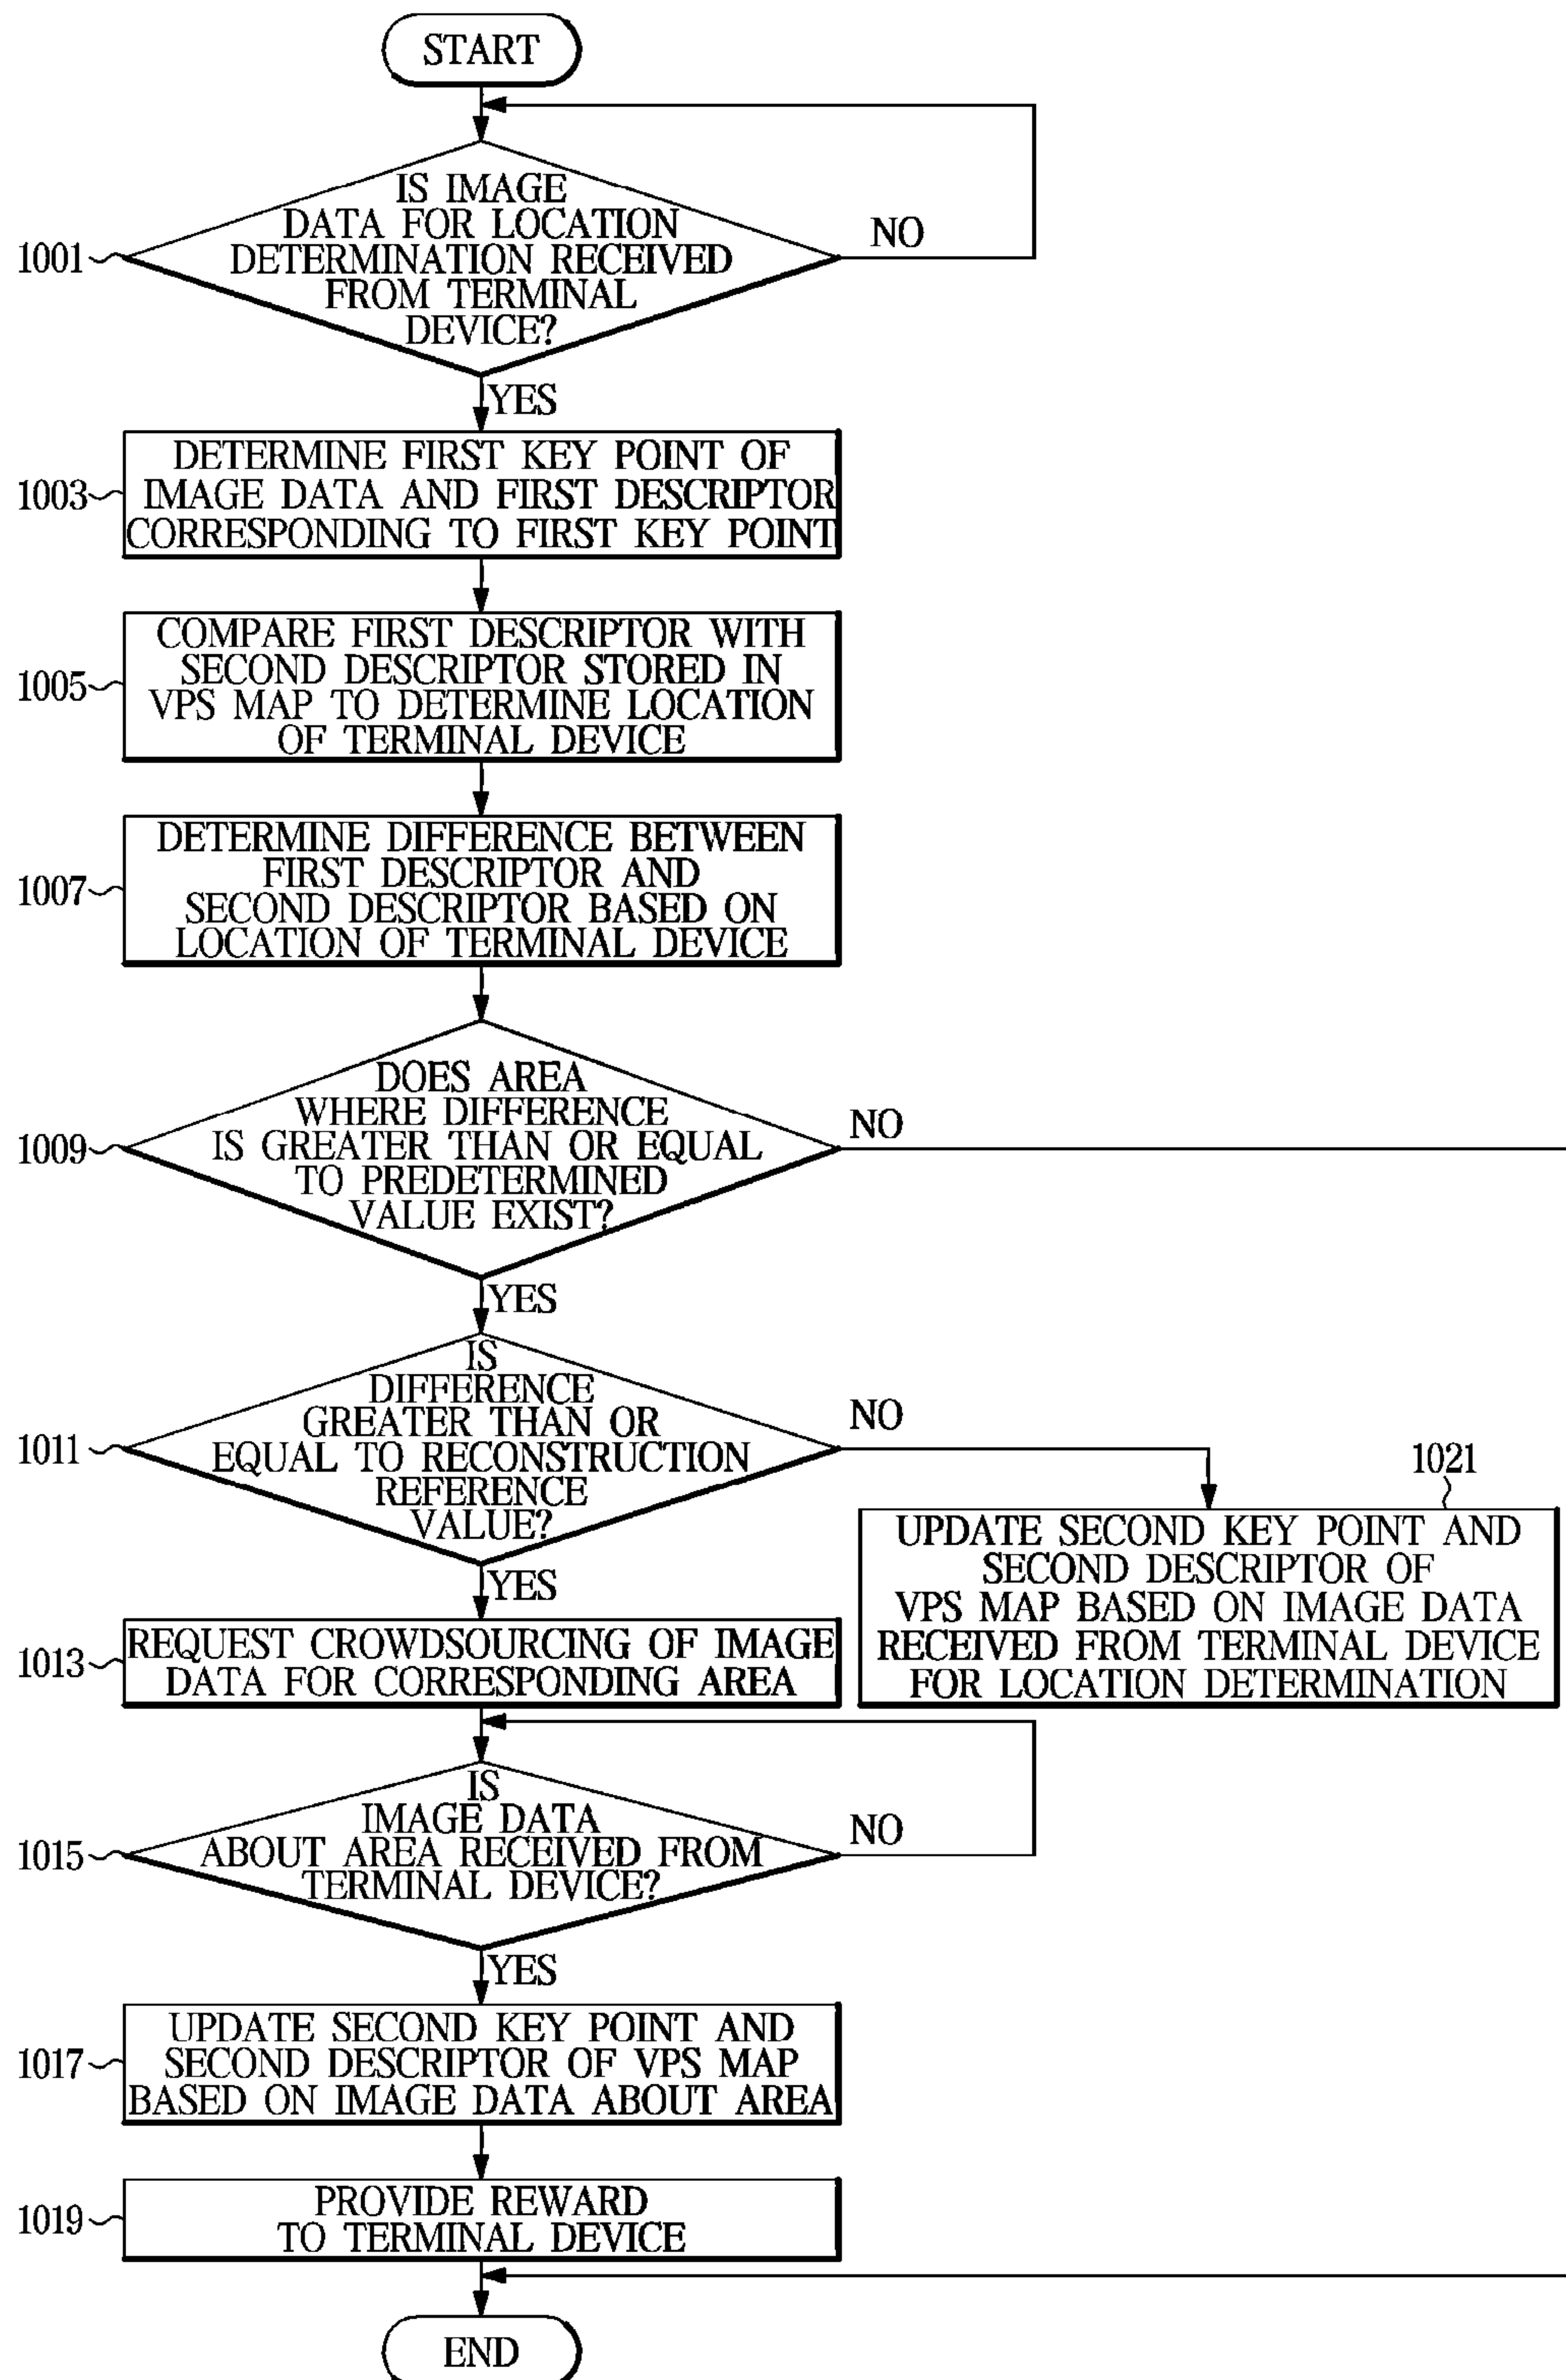 START
1001
IS IMAGE
DATA FOR LOCATION
DETERMINATION RECEIVED
FROM TERMINAL
DEVICE?
NO
YES
1003
DETERMINE FIRST KEY POINT OF
IMAGE DATA AND FIRST DESCRIPTOR
CORRESPONDING TO FIRST KEY POINT
1005
COMPARE FIRST DESCRIPTOR WITH
SECOND DESCRIPTOR STORED IN
VPS MAP TO DETERMINE LOCATION
OF TERMINAL DEVICE
1007
DETERMINE DIFFERENCE BETWEEN
FIRST DESCRIPTOR AND
SECOND DESCRIPTOR BASED ON
LOCATION OF TERMINAL DEVICE
1009
DOES AREA
WHERE DIFFERENCE
IS GREATER THAN OR EQUAL
TO PREDETERMINED
VALUE EXIST?
NO
YES
1011
IS
DIFFERENCE
GREATER THAN OR
EQUAL TO RECONSTRUCTION
REFERENCE
VALUE?
NO
YES
1021
UPDATE SECOND KEY POINT AND
SECOND DESCRIPTOR OF
VPS MAP BASED ON IMAGE DATA
RECEIVED FROM TERMINAL DEVICE
FOR LOCATION DETERMINATION
1013
REQUEST CROWDSOURCING OF IMAGE
DATA FOR CORRESPONDING AREA
1015
IS
IMAGE DATA
ABOUT AREA RECEIVED FROM
TERMINAL DEVICE?
NO
YES
1017
UPDATE SECOND KEY POINT AND
SECOND DESCRIPTOR OF VPS MAP
BASED ON IMAGE DATA ABOUT AREA
1019
PROVIDE REWARD
TO TERMINAL DEVICE
END